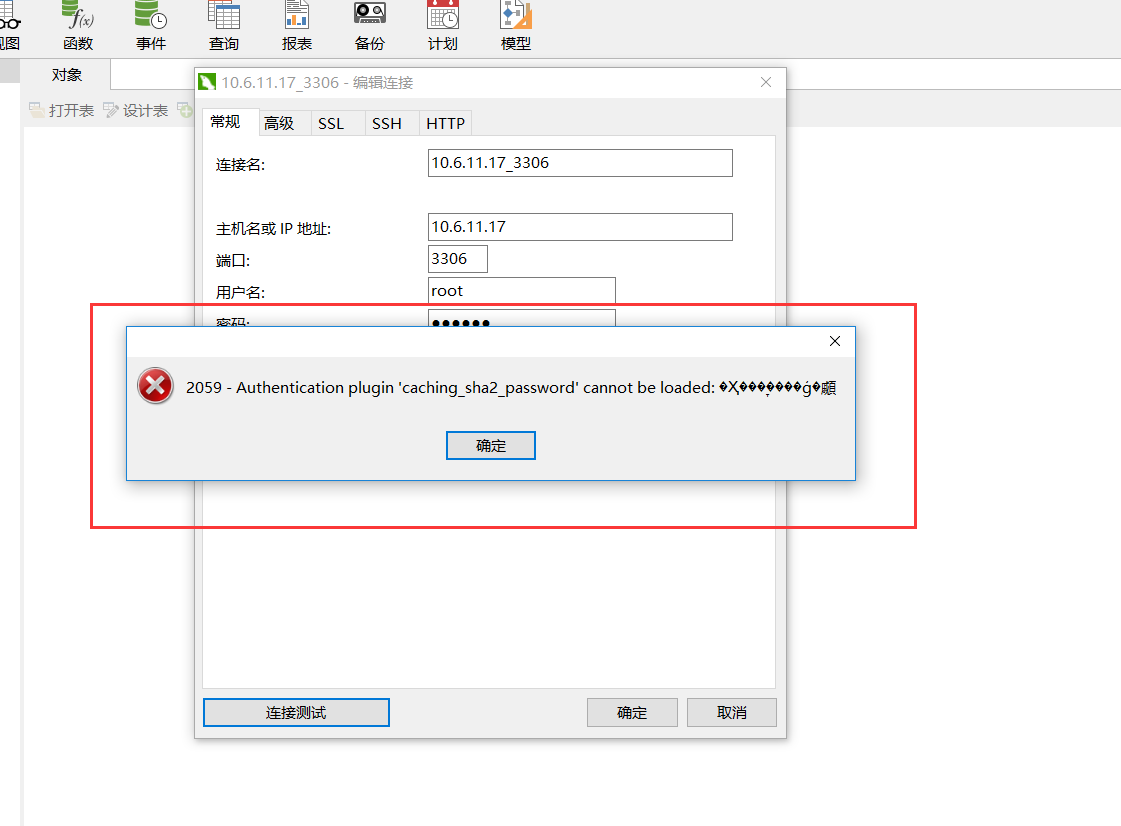 视图 函数 事件 查询 报表 备份 计划 模型
对象
打开表 设计表
10.6.11.17_3306 - 编辑连接
常规 高级 SSL SSH HTTP
连接名: 10.6.11.17_3306
主机名或 IP 地址: 10.6.11.17
端口: 3306
用户名: root
密码: ●●●●●●
2059 - Authentication plugin 'caching_sha2_password' cannot be loaded:
确定
连接测试 确定 取消